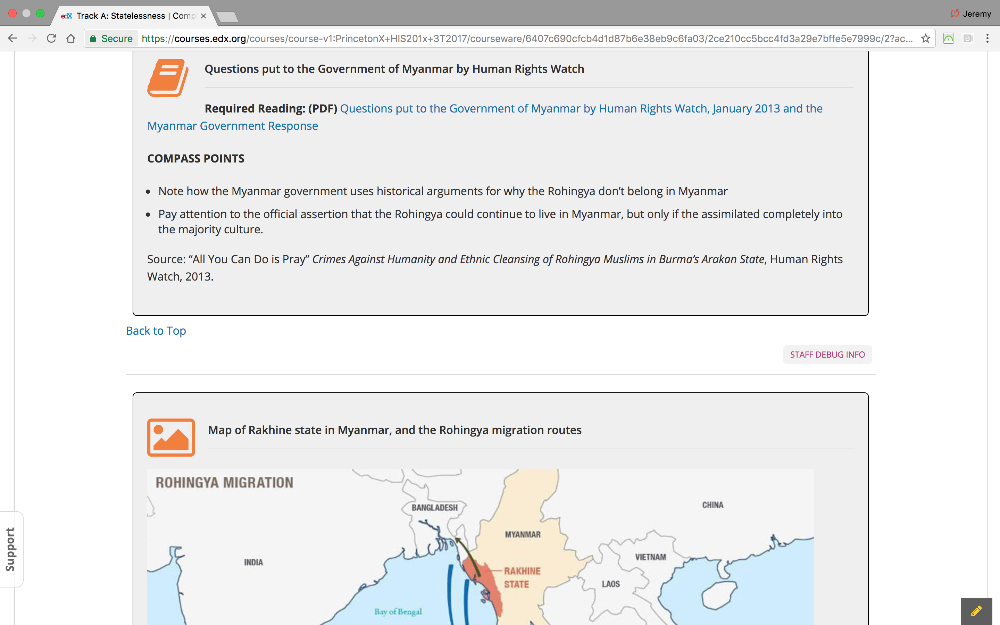 edX Track A: Statelessness | Comp
Jeremy
Secure https://courses.edx.org/courses/course-v1:PrincetonX+HIS201x+3T2017/courseware/6407c690cfcb4d1d87b6e38eb9c6fa03/2ce210cc5bcc4fd3a29e7bffe5e7999c/2?ac...
Questions put to the Government of Myanmar by Human Rights Watch
Required Reading: (PDF) Questions put to the Government of Myanmar by Human Rights Watch, January 2013 and the
Myanmar Government Response
COMPASS POINTS
Note how the Myanmar government uses historical arguments for why the Rohingya don’t belong in Myanmar
Pay attention to the official assertion that the Rohingya could continue to live in Myanmar, but only if the assimilated completely into
the majority culture.
Source: “All You Can Do is Pray” Crimes Against Humanity and Ethnic Cleansing of Rohingya Muslims in Burma’s Arakan State, Human Rights
Watch, 2013.
Back to Top
STAFF DEBUG INFO
Map of Rakhine state in Myanmar, and the Rohingya migration routes
ROHINGYA MIGRATION
BANGLADESH
CHINA
MYANMAR
INDIA
VIETNAM
RAKHINE
STATE
LAOS
Bay of Bengal
Support